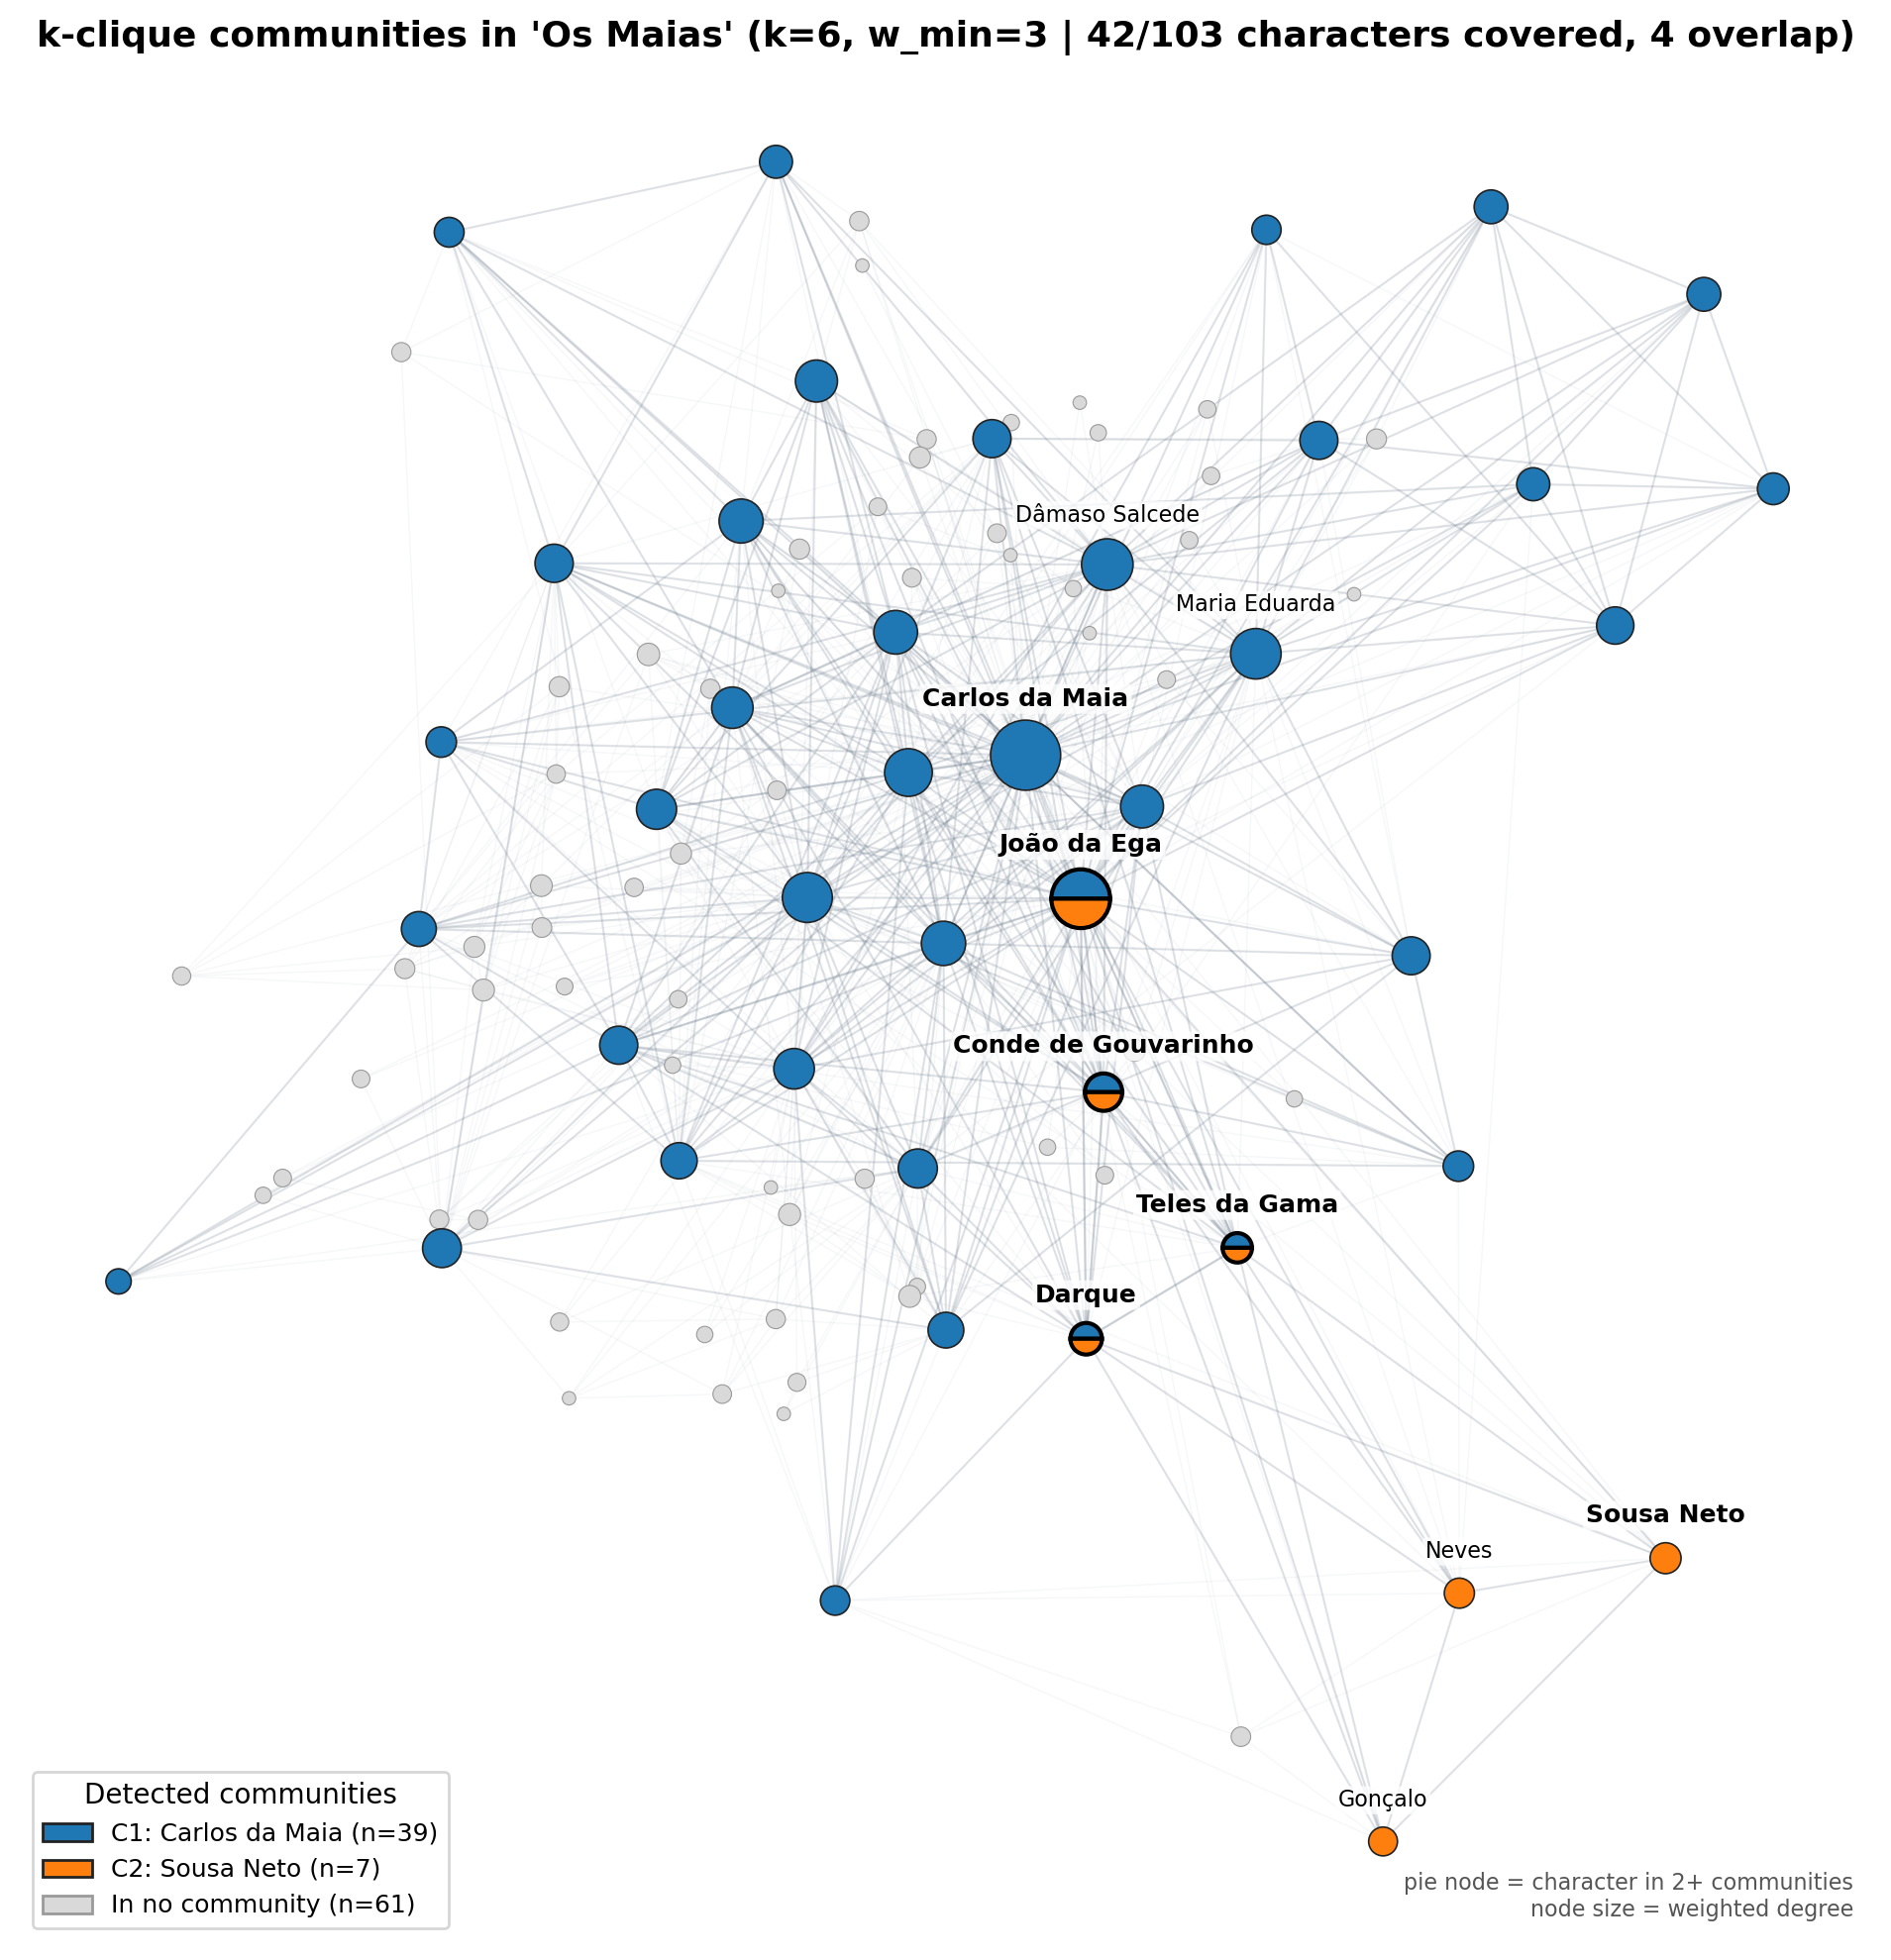 k-clique communities in 'Os Maias' (k=6, w_min=3 | 42/103 characters covered, 4 overlap)
Dâmaso Salcede
Maria Eduarda
Carlos da Maia
João da Ega
Conde de Gouvarinho
Teles da Gama
Darque
Sousa Neto
Neves
Gonçalo
Detected communities
C1: Carlos da Maia (n=39)
C2: Sousa Neto (n=7)
In no community (n=61)
pie node = character in 2+ communities
node size = weighted degree